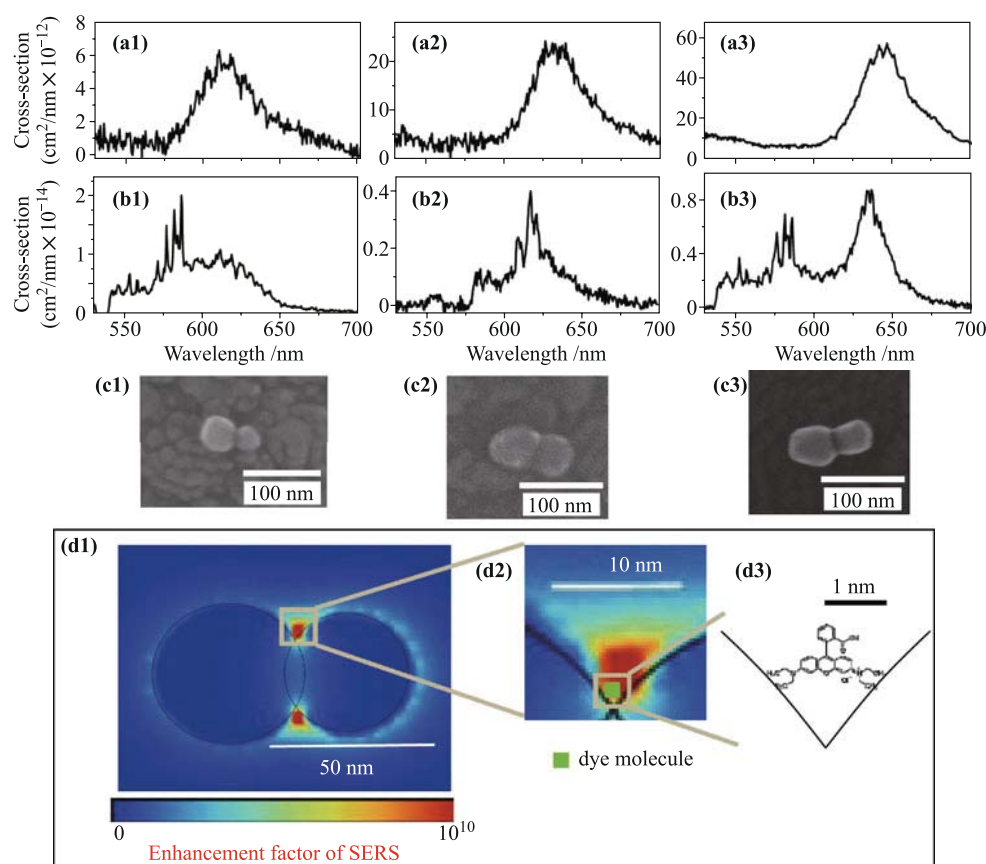 (a1)
(a2)
(a3)
Cross-section
(cm²/nm × 10⁻¹²)
8
6
4
2
0
20
10
0
60
40
20
0
(b1)
(b2)
(b3)
Cross-section
(cm²/nm × 10⁻¹⁴)
2
1
0
0.4
0.2
0
0.8
0.4
0
550 600 650 700
550 600 650 700
550 600 650 700
Wavelength /nm
Wavelength /nm
Wavelength /nm
(c1)
(c2)
(c3)
100 nm
100 nm
100 nm
(d1)
(d2)
(d3)
10 nm
1 nm
50 nm
dye molecule
0
10¹⁰
Enhancement factor of SERS